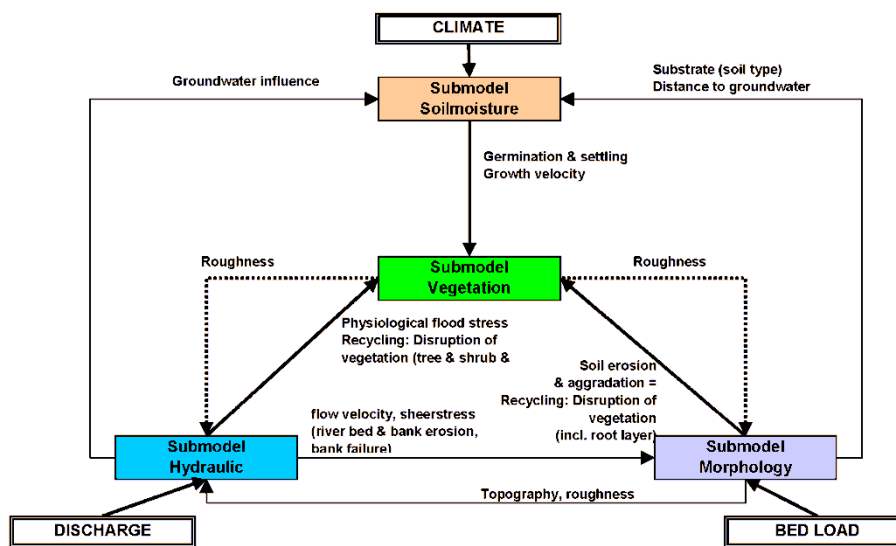 CLIMATE
Groundwater influence
Substrate (soil type)
Distance to groundwater
Submodel
Soilmoisture
Germination & settling
Growth velocity
Roughness
Roughness
Submodel
Vegetation
Physiological flood stress
Recycling: Disruption of
vegetation (tree & shrub &
Soil erosion
& aggradation =
Recycling: Disruption of
vegetation
(incl. root layer)
flow velocity, sheerstress
(river bed & bank erosion,
bank failure)
Submodel
Hydraulic
Submodel
Morphology
Topography, roughness
DISCHARGE
BED LOAD